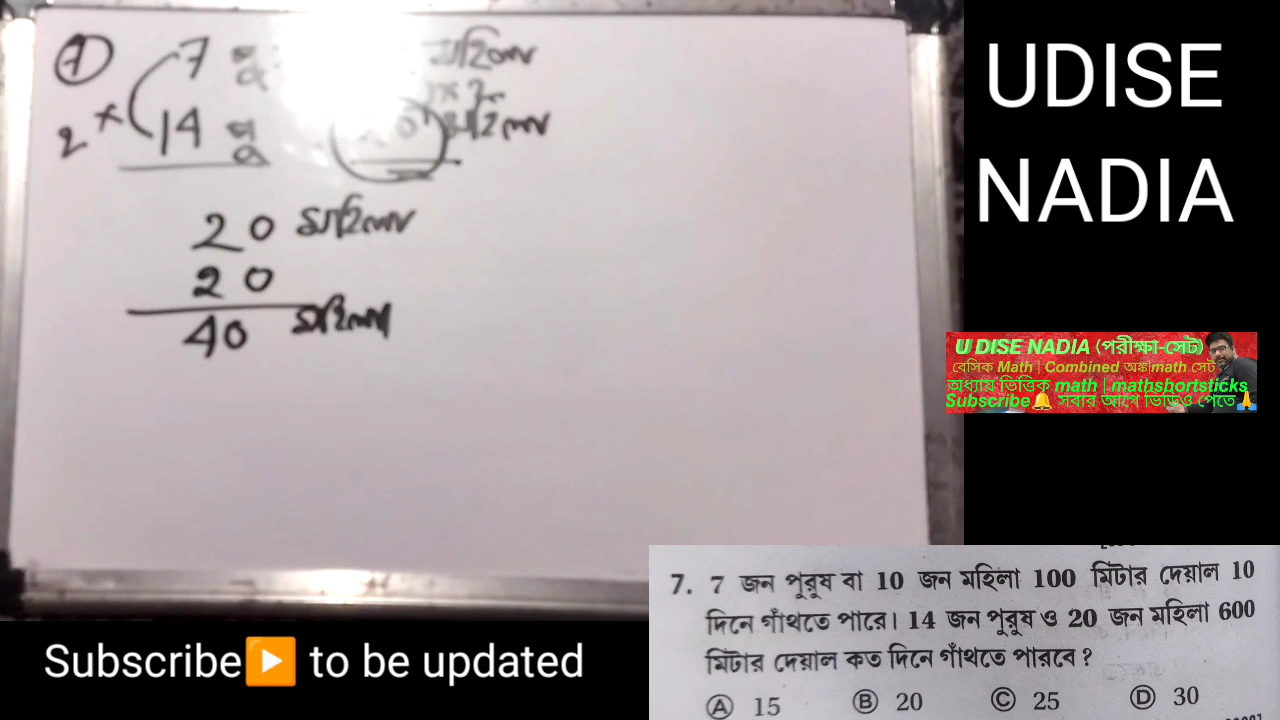 7 7 পু মহিলা
× 2
2 × 14 পু মহিলা
20 মহিলা
20
40 মহিলা
UDISE
NADIA
U DISE NADIA (পরীক্ষা-সেট)
বেসিক Math | Combined অঙ্ক|math সেট
অধ্যায় ভিত্তিক math | mathshortsticks
Subscribe🔔 সবার আগে ভিডিও পেতে🙏
Subscribe▶️ to be updated
7. 7 জন পুরুষ বা 10 জন মহিলা 100 মিটার দেয়াল 10
দিনে গাঁথতে পারে। 14 জন পুরুষ ও 20 জন মহিলা 600
মিটার দেয়াল কত দিনে গাঁথতে পারবে ?
Ⓐ 15 Ⓑ 20 Ⓒ 25 Ⓓ 30